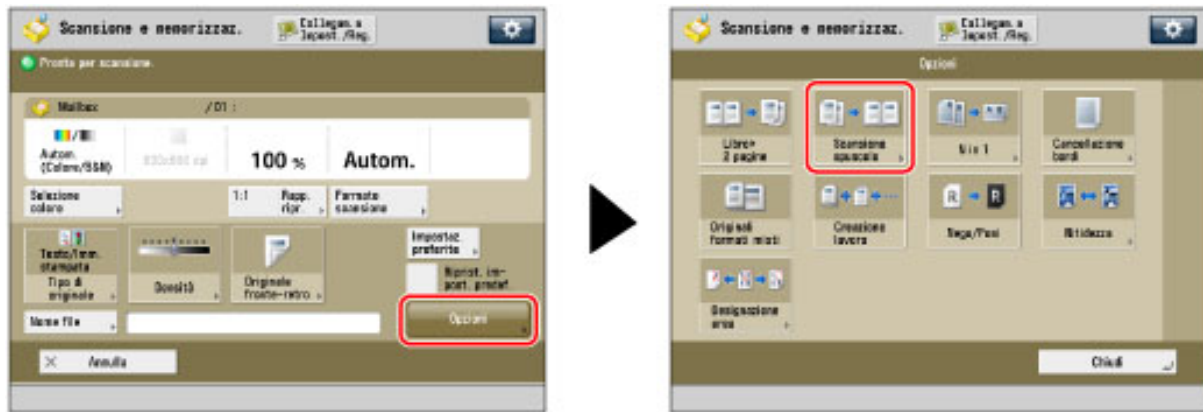 Scansione e memorizzaz.
Collegam.a
Impost./Reg.
Pronto per scansione.
Mailbox /01 :
Autom.
(Colore/B&N)
100 %
Autom.
Selezione
colore
1:1 Rapp.
ripr.
Formato
scansione
Testo/Imm.
stampata
Tipo di
originale
Densità
Originale
fronte-retro
Impostaz.
preferite
Riprist. im-
post. predef.
Nome file
Opzioni
Annulla
Scansione e memorizzaz.
Collegam.a
Impost./Reg.
Opzioni
Libro▸
2 pagine
Scansione
opuscolo
N in 1
Cancellazione
bordi
Originali
formati misti
Creazione
lavoro
Nega/Posi
Nitidezza
Designazione
area
Chiudi